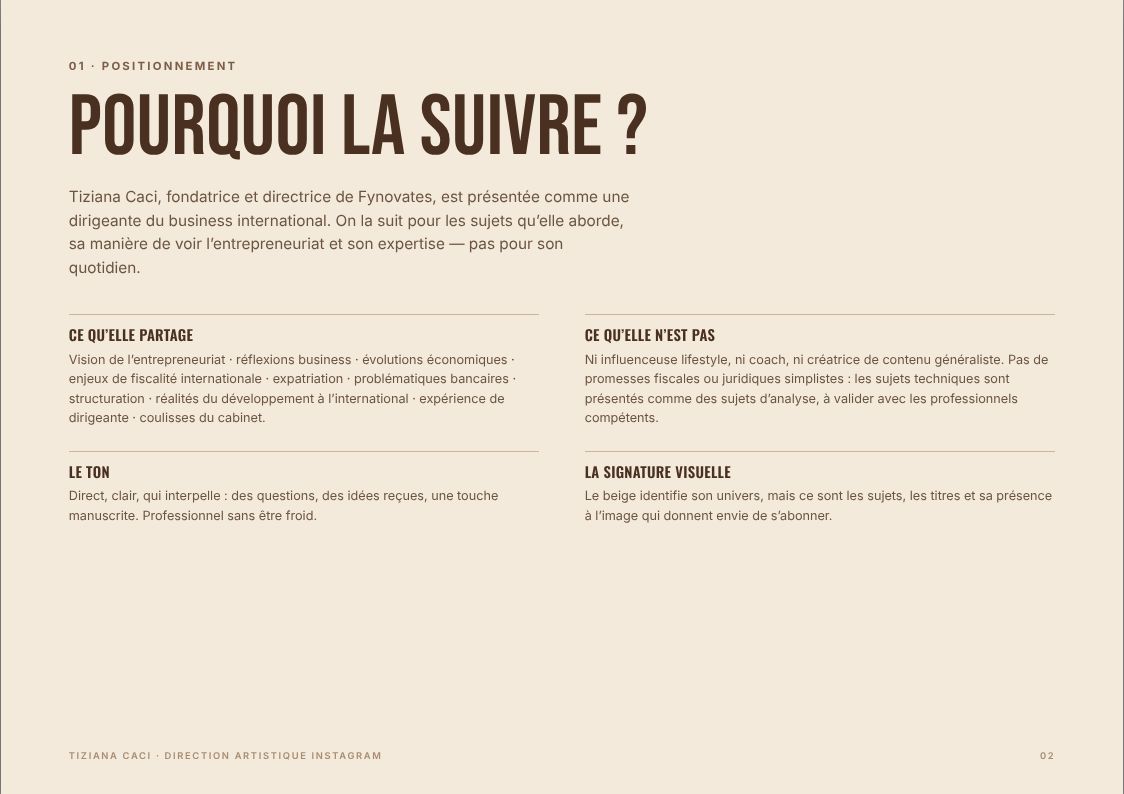 01 · POSITIONNEMENT
POURQUOI LA SUIVRE ?
Tiziana Caci, fondatrice et directrice de Fynovates, est présentée comme une
dirigeante du business international. On la suit pour les sujets qu’elle aborde,
sa manière de voir l’entrepreneuriat et son expertise — pas pour son
quotidien.
CE QU’ELLE PARTAGE
Vision de l’entrepreneuriat · réflexions business · évolutions économiques ·
enjeux de fiscalité internationale · expatriation · problématiques bancaires ·
structuration · réalités du développement à l’international · expérience de
dirigeante · coulisses du cabinet.
CE QU’ELLE N’EST PAS
Ni influenceuse lifestyle, ni coach, ni créatrice de contenu généraliste. Pas de
promesses fiscales ou juridiques simplistes : les sujets techniques sont
présentés comme des sujets d’analyse, à valider avec les professionnels
compétents.
LE TON
Direct, clair, qui interpelle : des questions, des idées reçues, une touche
manuscrite. Professionnel sans être froid.
LA SIGNATURE VISUELLE
Le beige identifie son univers, mais ce sont les sujets, les titres et sa présence
à l’image qui donnent envie de s’abonner.
TIZIANA CACI · DIRECTION ARTISTIQUE INSTAGRAM
02